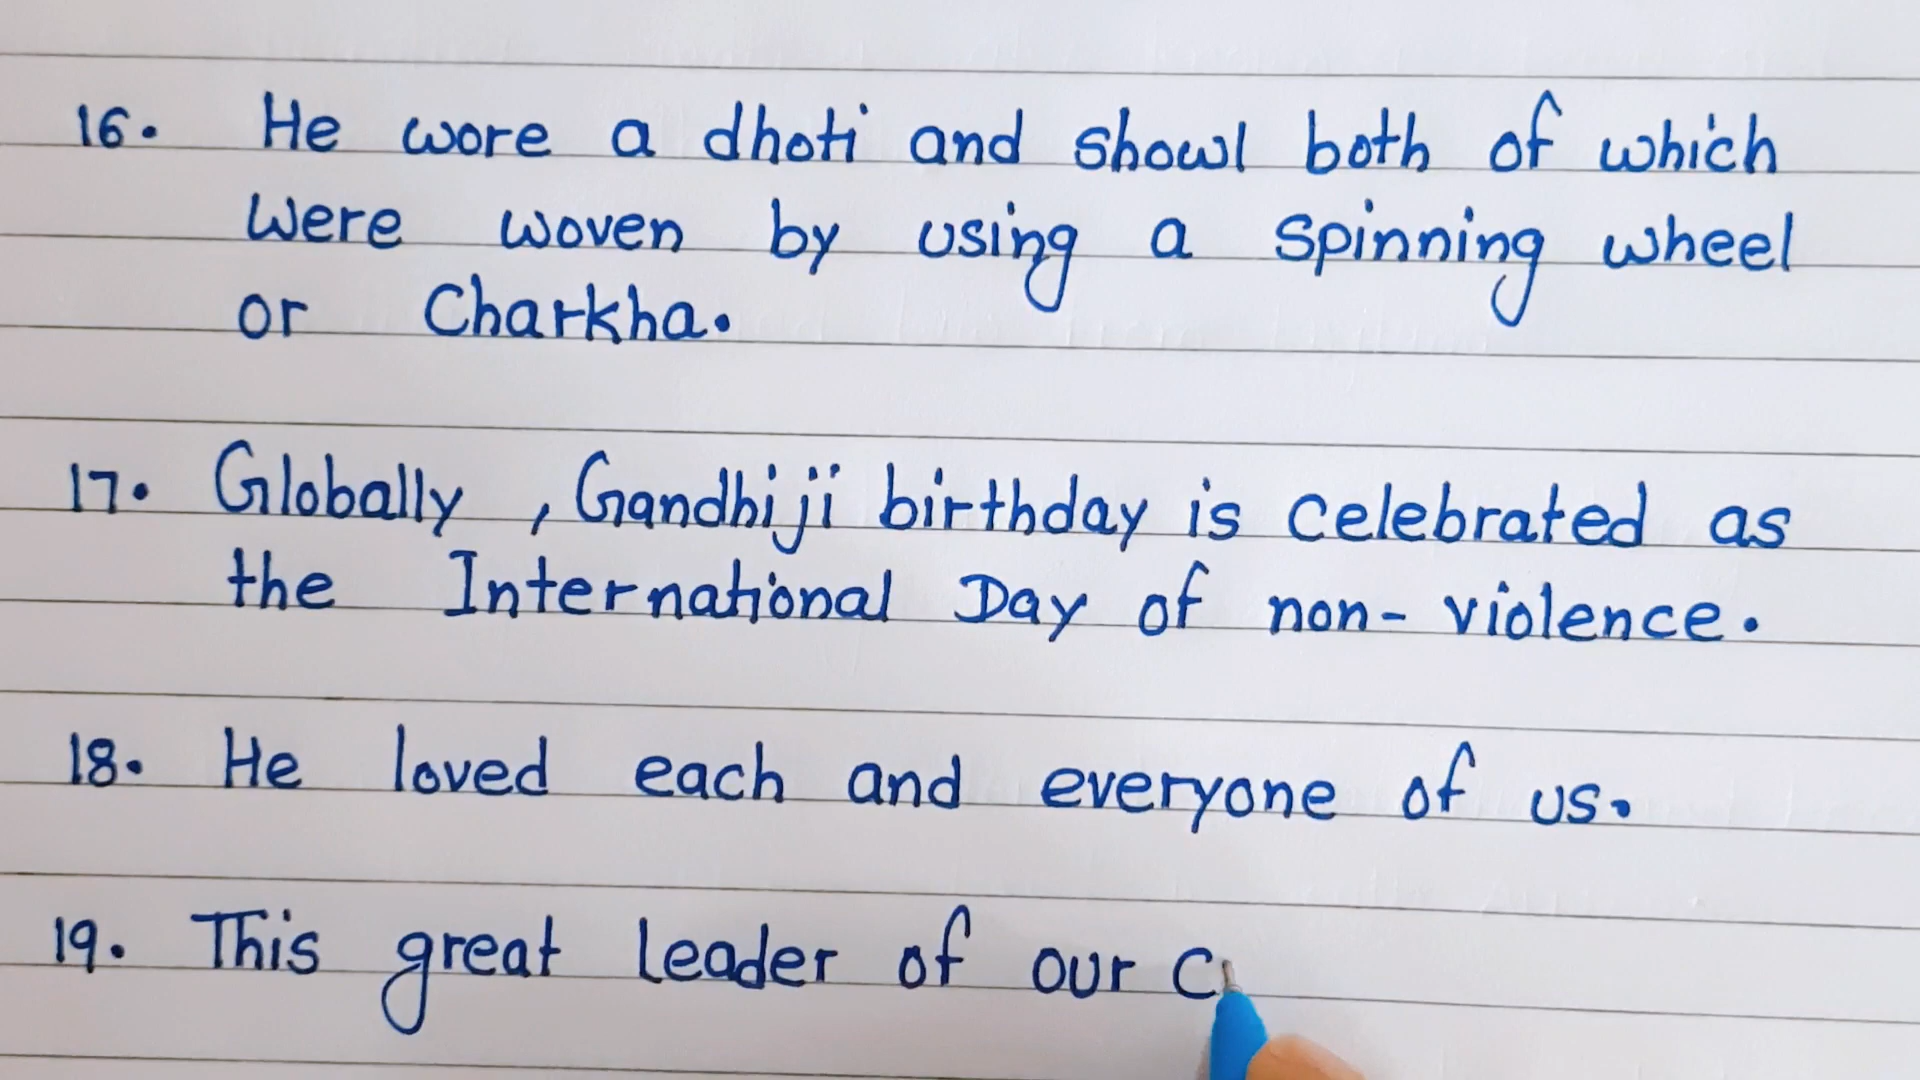 16. He wore a dhoti and showl both of which
were woven by using a spinning wheel
or Charkha.
17. Globally, Gandhiji birthday is celebrated as
the International Day of non-violence.
18. He loved each and everyone of us.
19. This great leader of our c